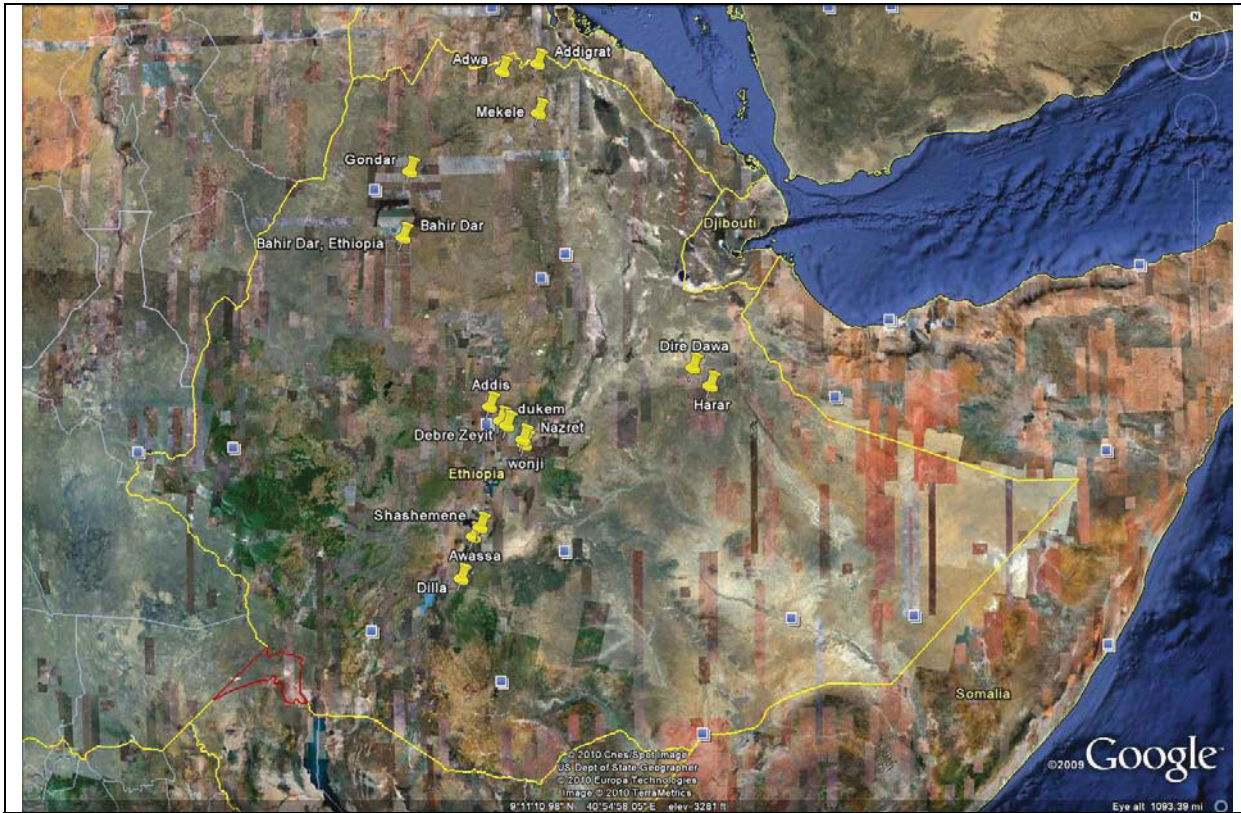 N
Adwa
Addigrat
Mekele
Gondar
Bahir Dar
Bahir Dar, Ethiopia
Djibouti
Dire Dawa
Harar
Addis
dukem
Debre Zeyit
Nazret
wonji
Ethiopia
Shashemene
Awassa
Dilla
Somalia
© 2010 Cnes/Spot Image
US Dept of State Geographer
© 2010 Europa Technologies
Image © 2010 TerraMetrics
©2009 Google™
9°11'10.98" N 40°54'58.05" E elev 3281 ft
Eye alt 1093.39 mi